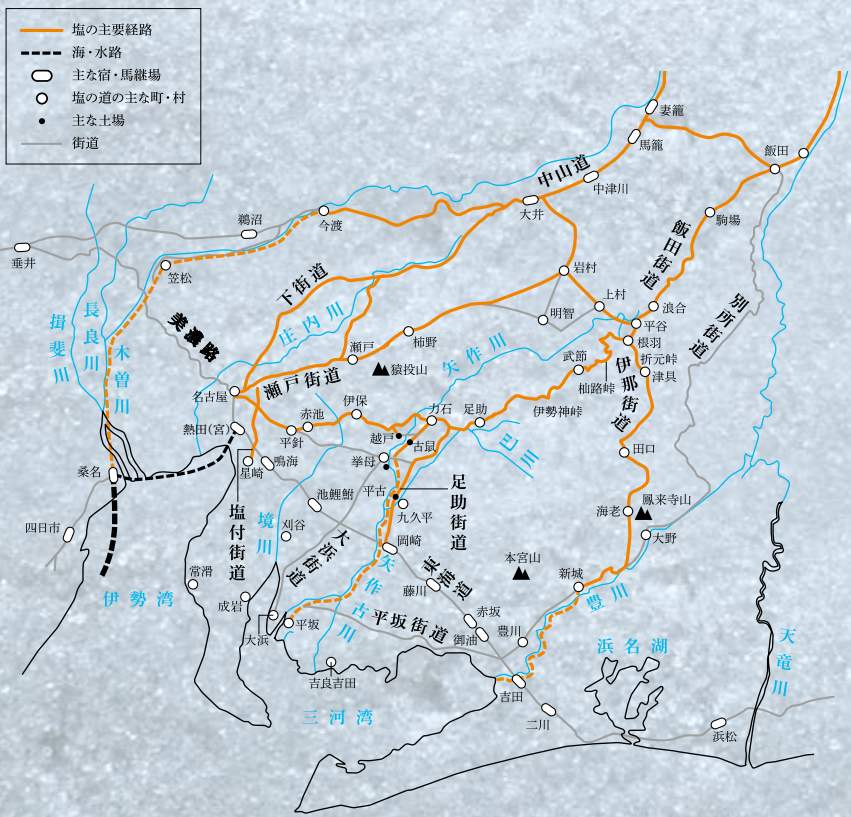 塩の主要経路
海・水路
主な宿・馬継場
塩の道の主な町・村
主な土場
街道
妻籠
馬籠
飯田
中山道
中津川
大井
駒場
鵜沼
今渡
垂井
笠松
飯田街道
岩村
下街道
別所街道
長良川
揖斐川
木曽川
美濃路
庄内川
上村
浪合
明智
平谷
根羽
柿野
矢作川
瀬戸
猿投山
武節
折元峠
津具
杣路峠
伊那街道
瀬戸街道
名古屋
伊勢神峠
足助
力石
伊保
赤池
平針
熱田(宮)
越戸
古鼠
巴川
田口
挙母
星崎
鳴海
桑名
平古
足助街道
池鯉鮒
九久平
海老
鳳来寺山
塩付街道
境川
四日市
刈谷
大浜街道
岡崎
大野
東海道
本宮山
常滑
矢作古川
藤川
新城
伊勢湾
成岩
豊川
大浜
平坂
平坂街道
赤坂
御油
豊川
浜名湖
天竜川
吉良吉田
吉田
三河湾
二川
浜松